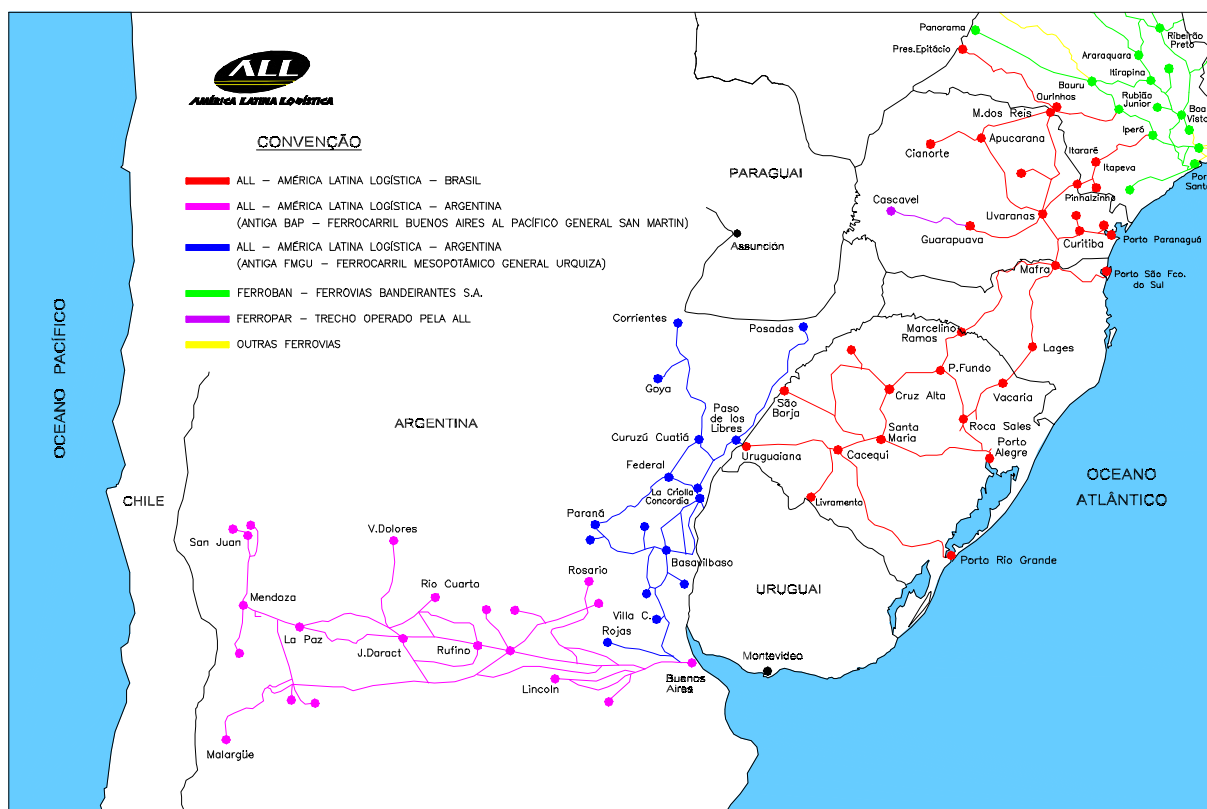 ALL
AMÉRICA LATINA LOGÍSTICA
CONVENÇÃO
ALL – AMÉRICA LATINA LOGÍSTICA – BRASIL
ALL – AMÉRICA LATINA LOGÍSTICA – ARGENTINA
(ANTIGA BAP – FERROCARRIL BUENOS AIRES AL PACÍFICO GENERAL SAN MARTIN)
ALL – AMÉRICA LATINA LOGÍSTICA – ARGENTINA
(ANTIGA FMGU – FERROCARRIL MESOPOTÂMICO GENERAL URQUIZA)
FERROBAN – FERROVIAS BANDEIRANTES S.A.
FERROPAR – TRECHO OPERADO PELA ALL
OUTRAS FERROVIAS
OCEANO PACÍFICO
CHILE
ARGENTINA
PARAGUAI
URUGUAI
OCEANO
ATLÂNTICO
Panorama
Pres.Epitácio
Ribeirão
Preto
Araraquara
Itirapina
Bauru
Ourinhos
Rubião
Junior
Boa
Vista
M.dos Reis
Iperó
Apucarana
Cianorte
Itararé
Itapeva
Pinhalzinho
Porto
Santo
Cascavel
Uvaranas
Guarapuava
Curitiba
Porto Paranaguá
Assunción
Mafra
Porto São Fco.
do Sul
Corrientes
Posadas
Marcelino
Ramos
Lages
Goya
P.Fundo
São
Borja
Cruz Alta
Vacaria
Paso
de los
Libres
Curuzú Cuatiá
Santa
Maria
Roca Sales
Porto
Alegre
Uruguaiana
Cacequi
Federal
La Criolla
Concordia
Livramento
Paraná
V.Dolores
San Juan
Basavilbaso
Porto Rio Grande
Rosario
Rio Cuarto
Mendoza
Villa C.
La Paz
Rojas
J.Daract
Rufino
Montevideo
Lincoln
Buenos
Aires
Malargüe